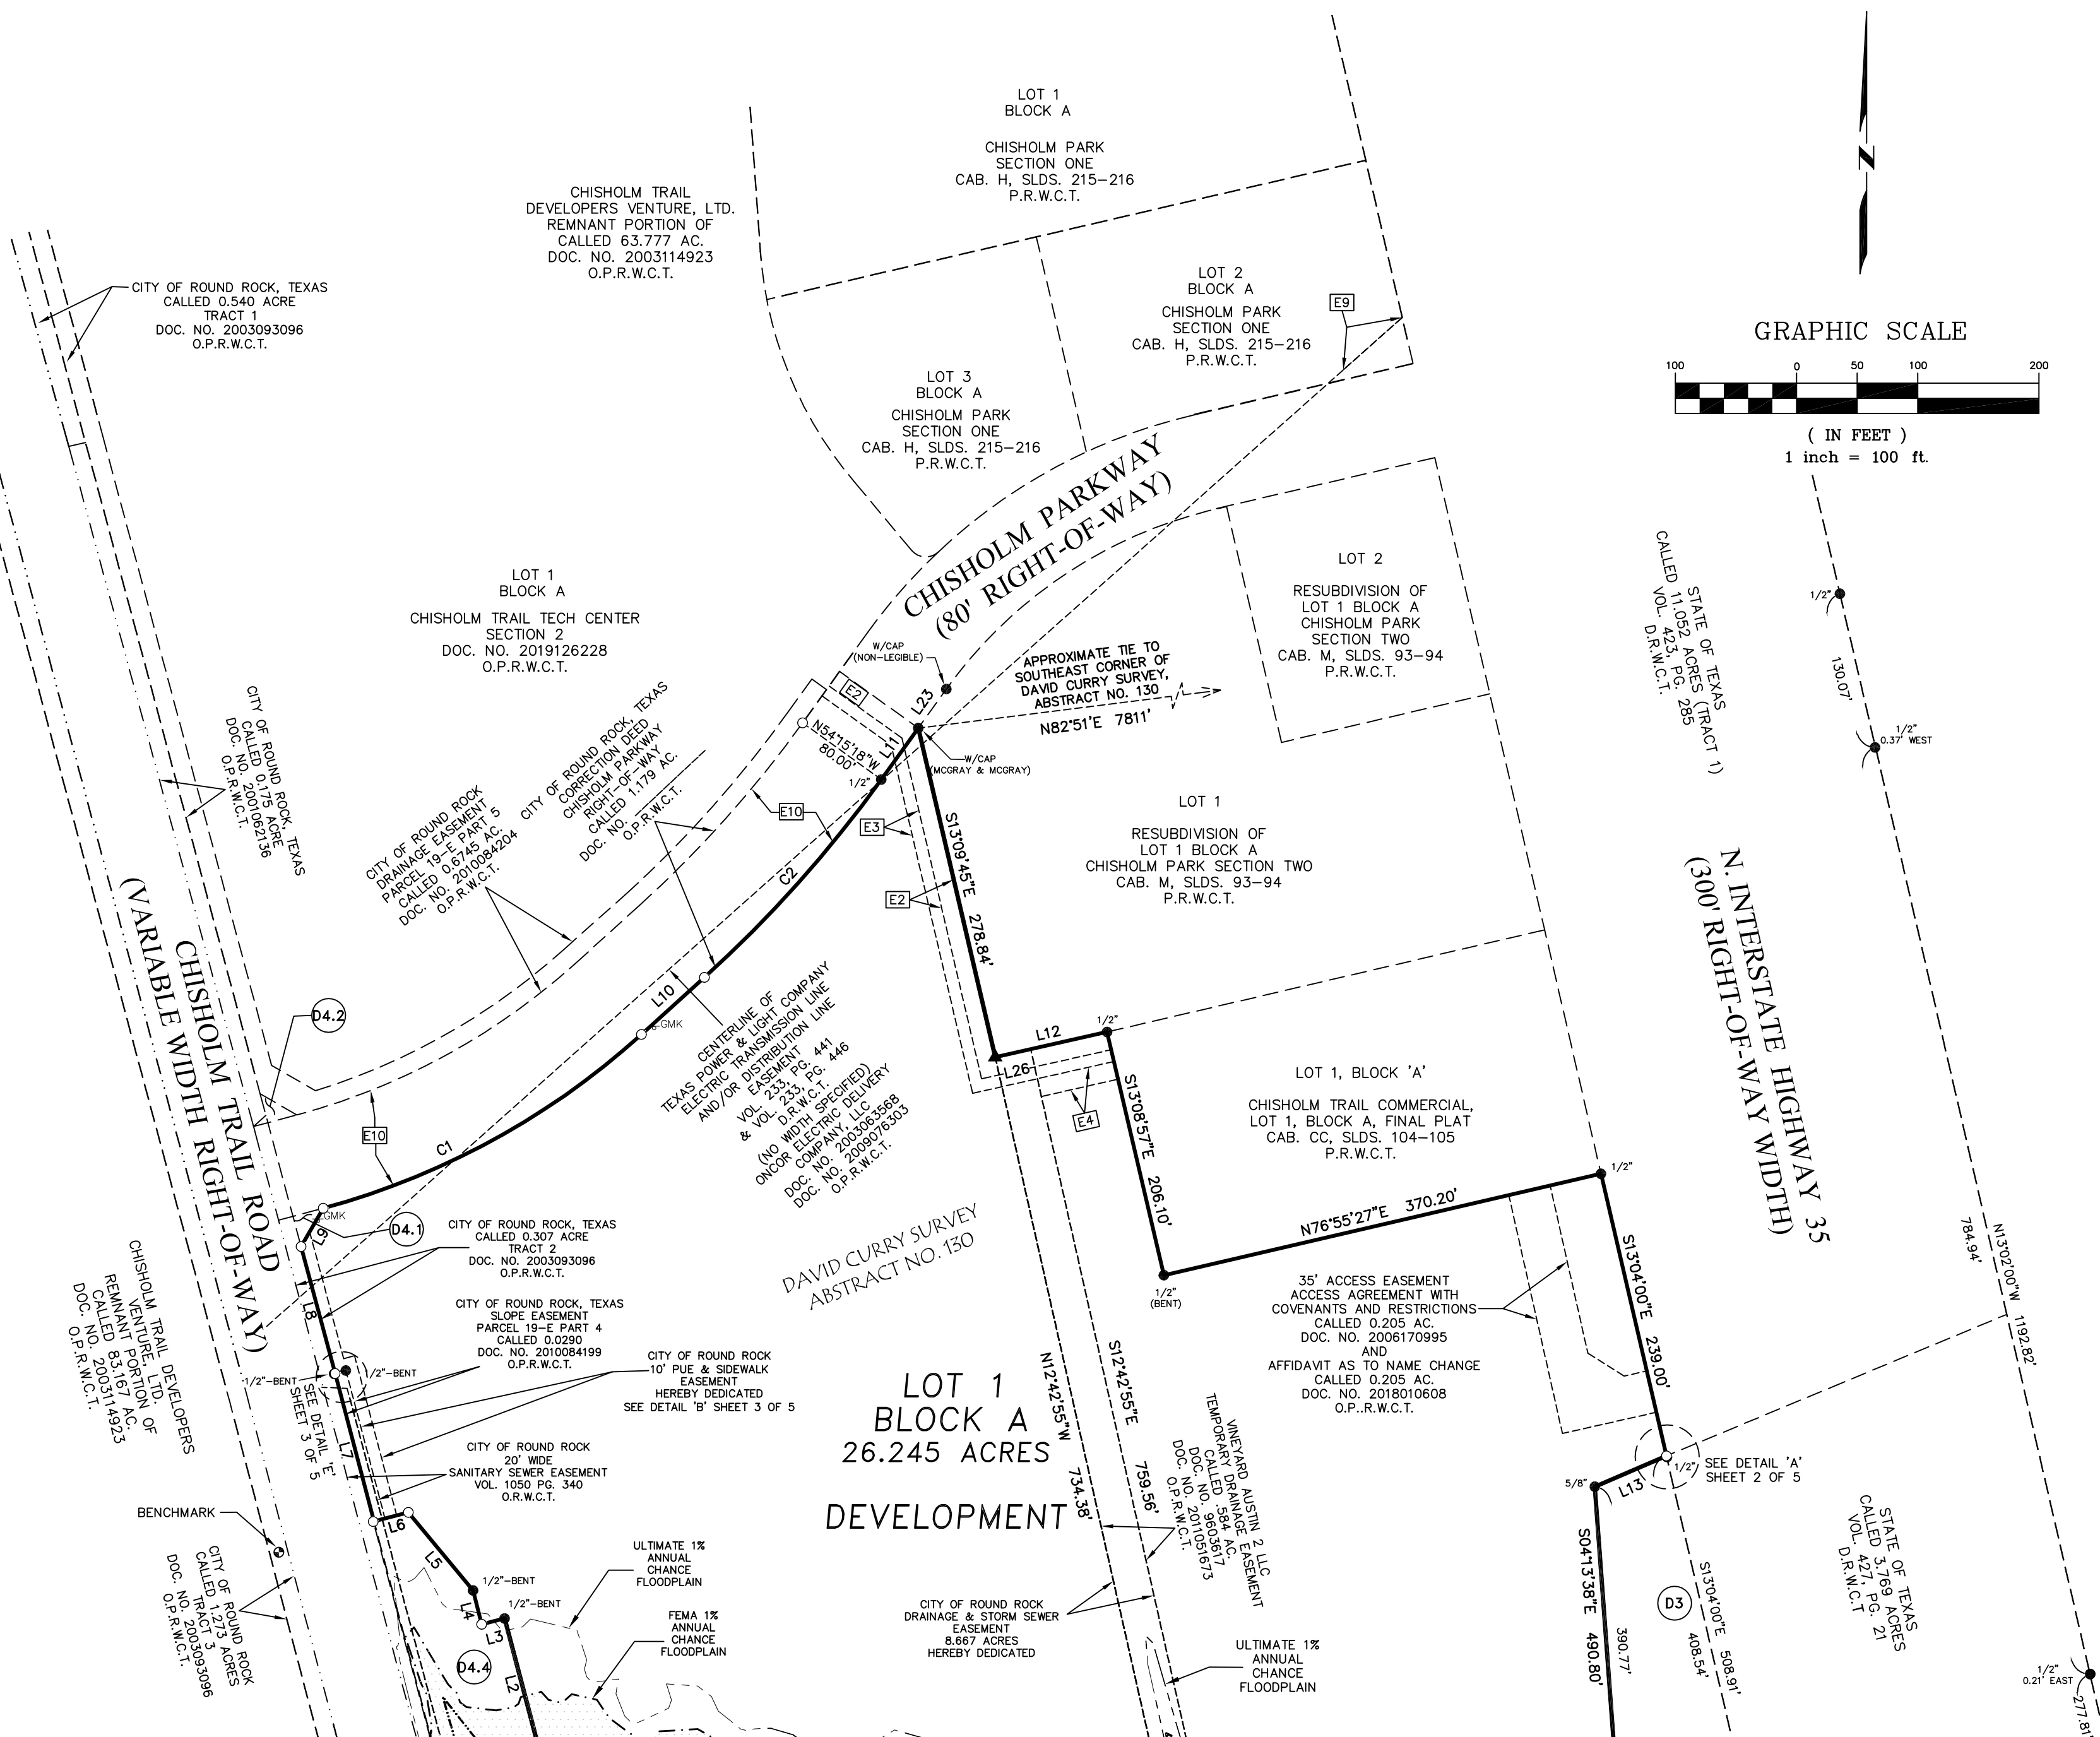 LOT 1
BLOCK A
CHISHOLM PARK
SECTION ONE
CAB. H, SLDS. 215-216
P.R.W.C.T.
CHISHOLM TRAIL
DEVELOPERS VENTURE, LTD.
REMNANT PORTION OF
CALLED 63.777 AC.
DOC. NO. 2003114923
O.P.R.W.C.T.
CITY OF ROUND ROCK, TEXAS
CALLED 0.540 ACRE
TRACT 1
DOC. NO. 2003093096
O.P.R.W.C.T.
LOT 2
BLOCK A
CHISHOLM PARK
SECTION ONE
CAB. H, SLDS. 215-216
P.R.W.C.T.
E9
LOT 3
BLOCK A
CHISHOLM PARK
SECTION ONE
CAB. H, SLDS. 215-216
P.R.W.C.T.
N
GRAPHIC SCALE
100 0 50 100 200
( IN FEET )
1 inch = 100 ft.
CHISHOLM PARKWAY
(80' RIGHT-OF-WAY)
LOT 1
BLOCK A
CHISHOLM TRAIL TECH CENTER
SECTION 2
DOC. NO. 2019126228
O.P.R.W.C.T.
LOT 2
RESUBDIVISION OF
LOT 1 BLOCK A
CHISHOLM PARK
SECTION TWO
CAB. M, SLDS. 93-94
P.R.W.C.T.
STATE OF TEXAS
CALLED 11.052 ACRES (TRACT 1)
VOL. 423, PG. 285
D.R.W.C.T.
1/2"
130.07'
1/2"
0.37' WEST
W/CAP
(NON-LEGIBLE)
APPROXIMATE TIE TO
SOUTHEAST CORNER OF
DAVID CURRY SURVEY,
ABSTRACT NO. 130
N82°51'E 7811'
E2
L23
L11
N54°15'18"W
80.00'
1/2"
W/CAP
(MCGRAY & MCGRAY)
CITY OF ROUND ROCK, TEXAS
CALLED 0.175 ACRE
DOC. NO. 2001062136
O.P.R.W.C.T.
CITY OF ROUND ROCK
DRAINAGE EASEMENT
PARCEL 19-E PART 5
CALLED 0.6745 AC.
DOC. NO. 2010084204
O.P.R.W.C.T.
CITY OF ROUND ROCK, TEXAS
CORRECTION DEED
CHISHOLM PARKWAY
RIGHT-OF-WAY
CALLED 1.179 AC.
DOC. NO.
O.P.R.W.C.T.
E10
E3
C2
E2
S13°09'45"E 278.84'
LOT 1
RESUBDIVISION OF
LOT 1 BLOCK A
CHISHOLM PARK SECTION TWO
CAB. M, SLDS. 93-94
P.R.W.C.T.
N. INTERSTATE HIGHWAY 35
(300' RIGHT-OF-WAY WIDTH)
CHISHOLM TRAIL ROAD
(VARIABLE WIDTH RIGHT-OF-WAY)
D4.2
L10
GMK
CENTERLINE OF
TEXAS POWER & LIGHT COMPANY
ELECTRIC TRANSMISSION LINE
AND/OR DISTRIBUTION LINE
EASEMENT
VOL. 233, PG. 441
& VOL. 233, PG. 446
D.R.W.C.T.
(NO WIDTH SPECIFIED)
ONCOR ELECTRIC DELIVERY
COMPANY, LLC
DOC. NO. 2003063568
DOC. NO. 2009076303
O.P.R.W.C.T.
L12
1/2"
L26
E4
S13°08'57"E 206.10'
LOT 1, BLOCK 'A'
CHISHOLM TRAIL COMMERCIAL,
LOT 1, BLOCK A, FINAL PLAT
CAB. CC, SLDS. 104-105
P.R.W.C.T.
E10
C1
GMK
L9
D4.1
CITY OF ROUND ROCK, TEXAS
CALLED 0.307 ACRE
TRACT 2
DOC. NO. 2003093096
O.P.R.W.C.T.
DAVID CURRY SURVEY
ABSTRACT NO. 130
N76°55'27"E 370.20'
1/2"
1/2"
(BENT)
S13°04'00"E 239.00'
784.94'
N13°02'00"W 1192.82'
CHISHOLM TRAIL DEVELOPERS
VENTURE, LTD.
REMNANT PORTION OF
CALLED 83.167 AC.
DOC. NO. 2003114923
O.P.R.W.C.T.
L8
CITY OF ROUND ROCK, TEXAS
SLOPE EASEMENT
PARCEL 19-E PART 4
CALLED 0.0290
DOC. NO. 2010084199
O.P.R.W.C.T.
35' ACCESS EASEMENT
ACCESS AGREEMENT WITH
COVENANTS AND RESTRICTIONS
CALLED 0.205 AC.
DOC. NO. 2006170995
AND
AFFIDAVIT AS TO NAME CHANGE
CALLED 0.205 AC.
DOC. NO. 2018010608
O.P..R.W.C.T.
1/2"-BENT
1/2"-BENT
SEE DETAIL 'E'
SHEET 3 OF 5
CITY OF ROUND ROCK
10' PUE & SIDEWALK
EASEMENT
HEREBY DEDICATED
SEE DETAIL 'B' SHEET 3 OF 5
L7
LOT 1
BLOCK A
26.245 ACRES
DEVELOPMENT
N12°42'55"W 734.38'
S12°42'55"E 759.56'
VINEYARD AUSTIN 2 LLC
TEMPORARY DRAINAGE EASEMENT
CALLED .584 AC.
DOC. NO. 9603617
DOC. NO. 2011051673
O.P.R.W.C.T.
CITY OF ROUND ROCK
20' WIDE
SANITARY SEWER EASEMENT
VOL. 1050 PG. 340
O.R.W.C.T.
5/8"
L13
1/2"
SEE DETAIL 'A'
SHEET 2 OF 5
BENCHMARK
L6
L5
1/2"-BENT
L4
L3
1/2"-BENT
L2
D4.4
CITY OF ROUND ROCK
CALLED 1.273 ACRES
TRACT 3
DOC. NO. 2003093096
O.P.R.W.C.T.
ULTIMATE 1%
ANNUAL
CHANCE
FLOODPLAIN
FEMA 1%
ANNUAL
CHANCE
FLOODPLAIN
CITY OF ROUND ROCK
DRAINAGE & STORM SEWER
EASEMENT
8.667 ACRES
HEREBY DEDICATED
ULTIMATE 1%
ANNUAL
CHANCE
FLOODPLAIN
S04°13'38"E 490.80'
390.77'
D3
S13°04'00"E 508.91'
408.54'
STATE OF TEXAS
CALLED 3.769 ACRES
VOL. 427, PG. 21
D.R.W.C.T
1/2"
0.21' EAST
277.81'